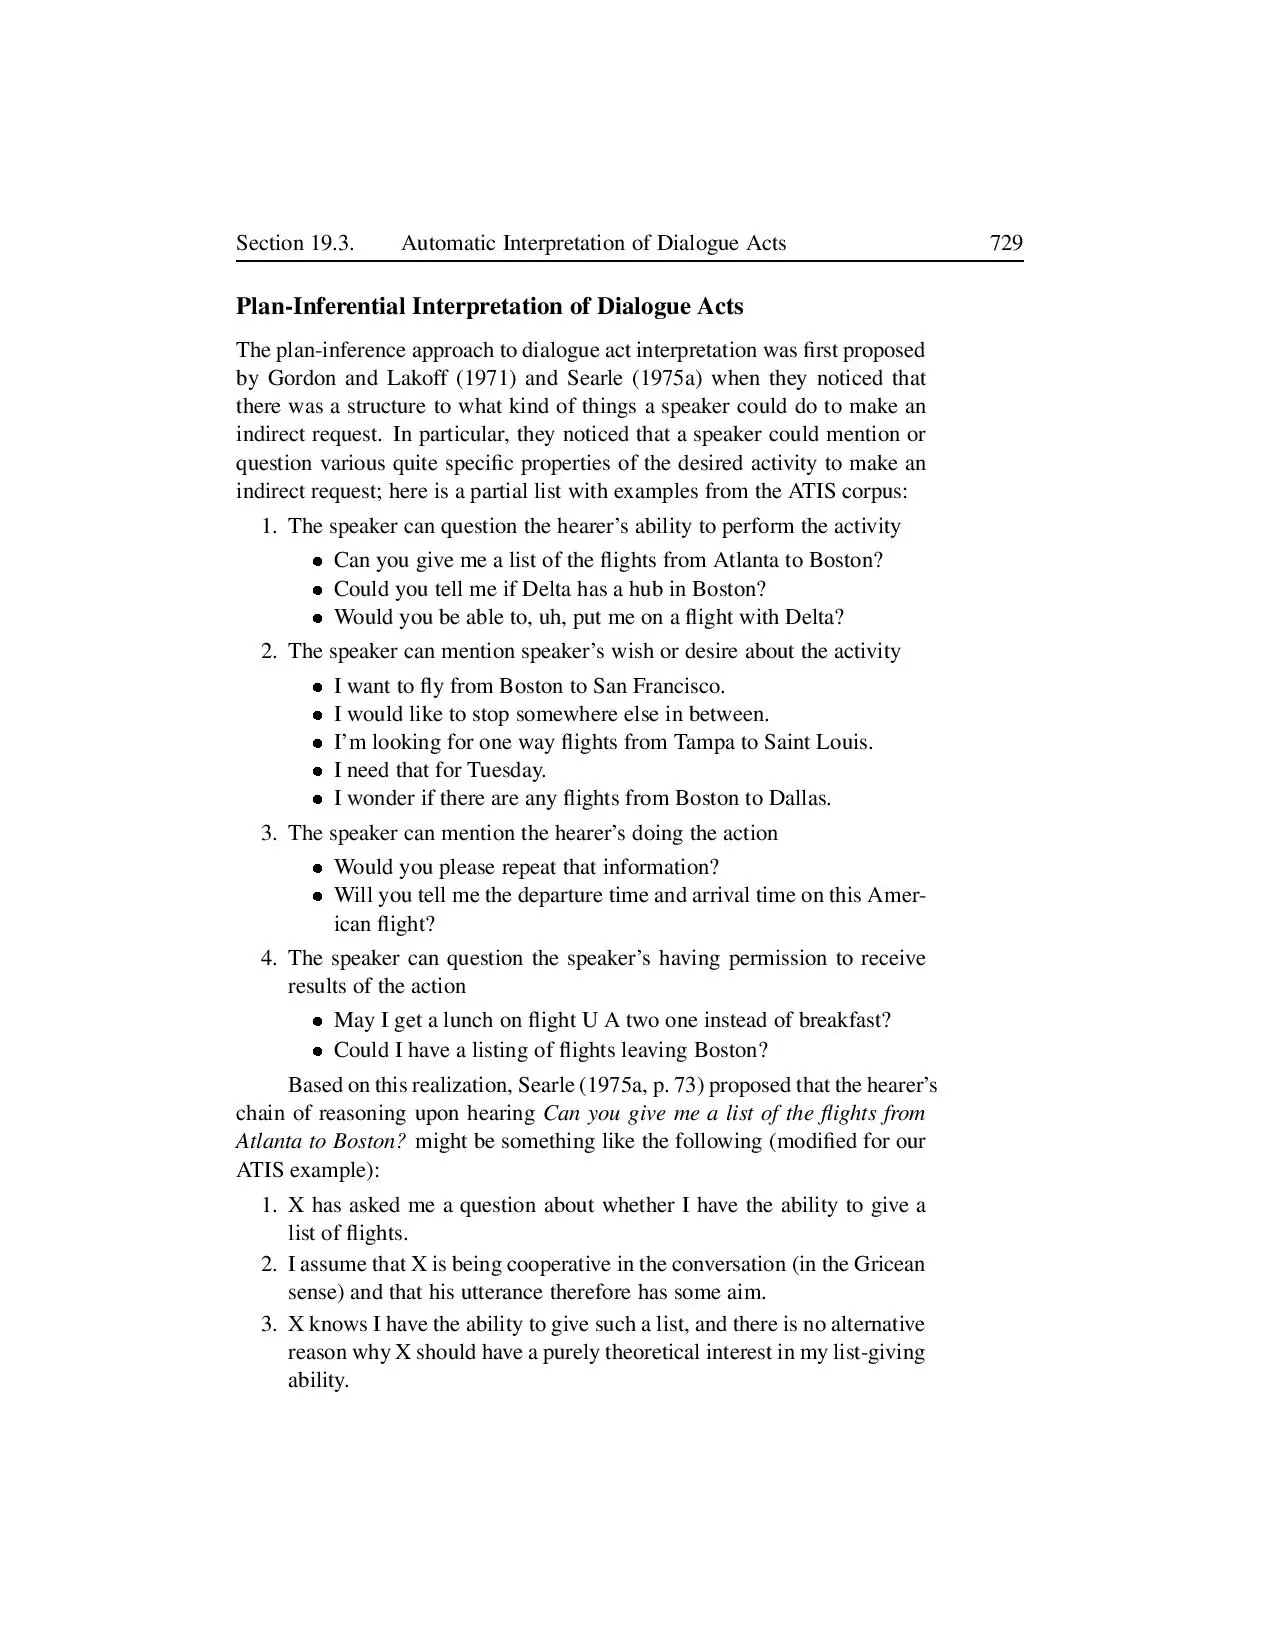 Section 19.3. Automatic Interpretation of Dialogue Acts 729
Plan-Inferential Interpretation of Dialogue Acts
The plan-inference approach to dialogue act interpretation was first proposed
by Gordon and Lakoff (1971) and Searle (1975a) when they noticed that
there was a structure to what kind of things a speaker could do to make an
indirect request. In particular, they noticed that a speaker could mention or
question various quite specific properties of the desired activity to make an
indirect request; here is a partial list with examples from the ATIS corpus:
1. The speaker can question the hearer's ability to perform the activity
• Can you give me a list of the flights from Atlanta to Boston?
• Could you tell me if Delta has a hub in Boston?
• Would you be able to, uh, put me on a flight with Delta?
2. The speaker can mention speaker's wish or desire about the activity
• I want to fly from Boston to San Francisco.
• I would like to stop somewhere else in between.
• I'm looking for one way flights from Tampa to Saint Louis.
• I need that for Tuesday.
• I wonder if there are any flights from Boston to Dallas.
3. The speaker can mention the hearer's doing the action
• Would you please repeat that information?
• Will you tell me the departure time and arrival time on this Amer-
ican flight?
4. The speaker can question the speaker's having permission to receive
results of the action
• May I get a lunch on flight U A two one instead of breakfast?
• Could I have a listing of flights leaving Boston?
Based on this realization, Searle (1975a, p. 73) proposed that the hearer's
chain of reasoning upon hearing Can you give me a list of the flights from
Atlanta to Boston? might be something like the following (modified for our
ATIS example):
1. X has asked me a question about whether I have the ability to give a
list of flights.
2. I assume that X is being cooperative in the conversation (in the Gricean
sense) and that his utterance therefore has some aim.
3. X knows I have the ability to give such a list, and there is no alternative
reason why X should have a purely theoretical interest in my list-giving
ability.